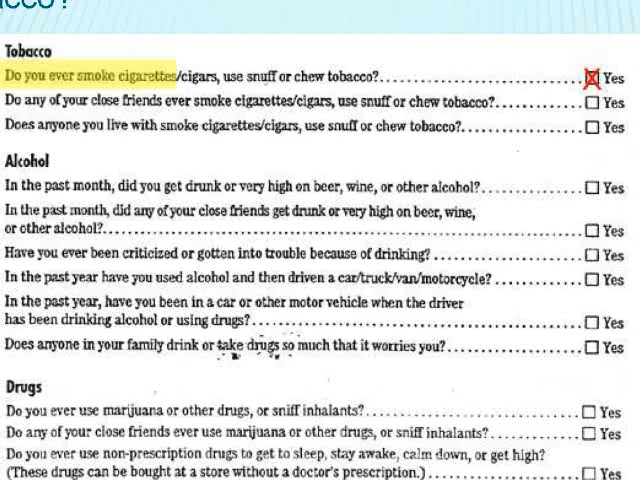 Tobacco
Do you ever smoke cigarettes/cigars, use snuff or chew tobacco? Yes
Do any of your close friends ever smoke cigarettes/cigars, use snuff or chew tobacco? Yes
Does anyone you live with smoke cigarettes/cigars, use snuff or chew tobacco? Yes
Alcohol
In the past month, did you get drunk or very high on beer, wine, or other alcohol? Yes
In the past month, did any of your close friends get drunk or very high on beer, wine,
or other alcohol? Yes
Have you ever been criticized or gotten into trouble because of drinking? Yes
In the past year have you used alcohol and then driven a car/truck/van/motorcycle? Yes
In the past year, have you been in a car or other motor vehicle when the driver
has been drinking alcohol or using drugs? Yes
Does anyone in your family drink or take drugs so much that it worries you? Yes
Drugs
Do you ever use marijuana or other drugs, or sniff inhalants? Yes
Do any of your close friends ever use marijuana or other drugs, or sniff inhalants? Yes
Do you ever use non-prescription drugs to get to sleep, stay awake, calm down, or get high?
(These drugs can be bought at a store without a doctor's prescription.) Yes